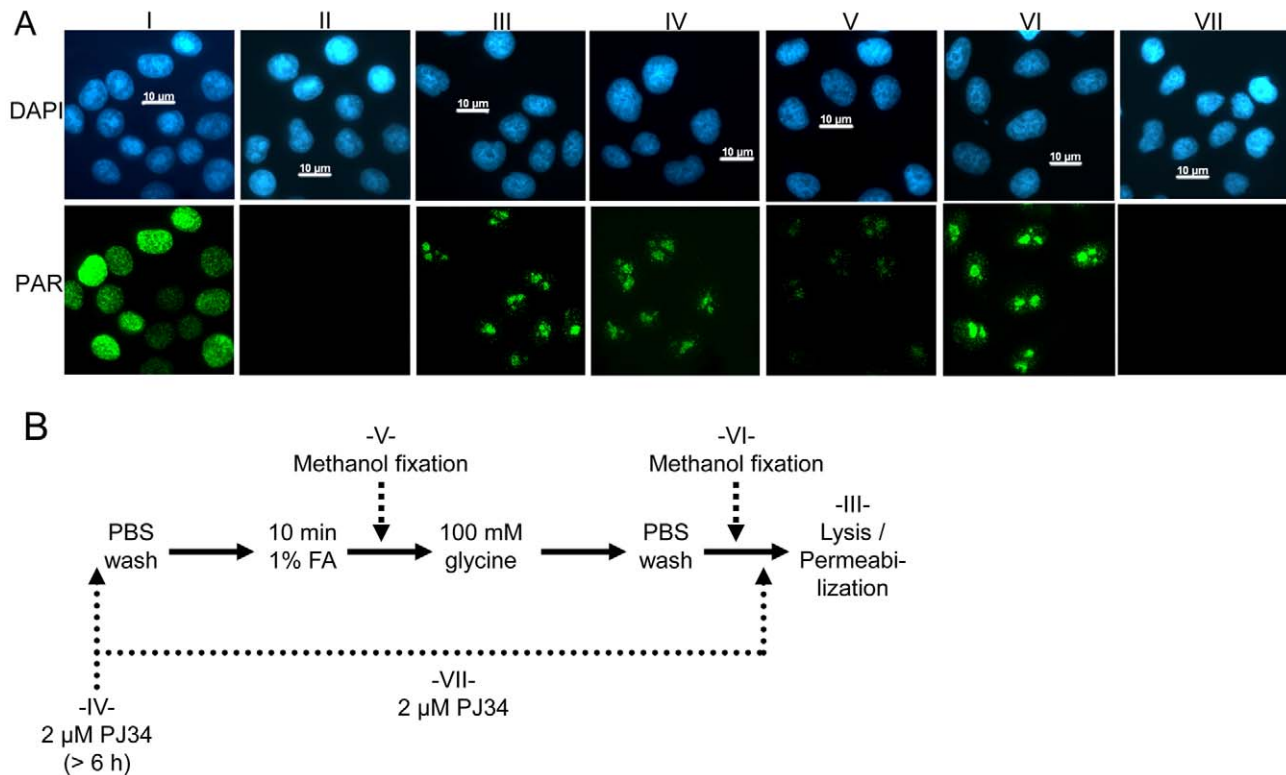 A
I II III IV V VI VII
DAPI
10 µm 10 µm 10 µm 10 µm 10 µm 10 µm 10 µm
PAR
B
-V-
Methanol fixation
-VI-
Methanol fixation
PBS
wash
10 min
1% FA
100 mM
glycine
PBS
wash
-III-
Lysis /
Permeabi-
lization
-VII-
2 µM PJ34
-IV-
2 µM PJ34
(> 6 h)